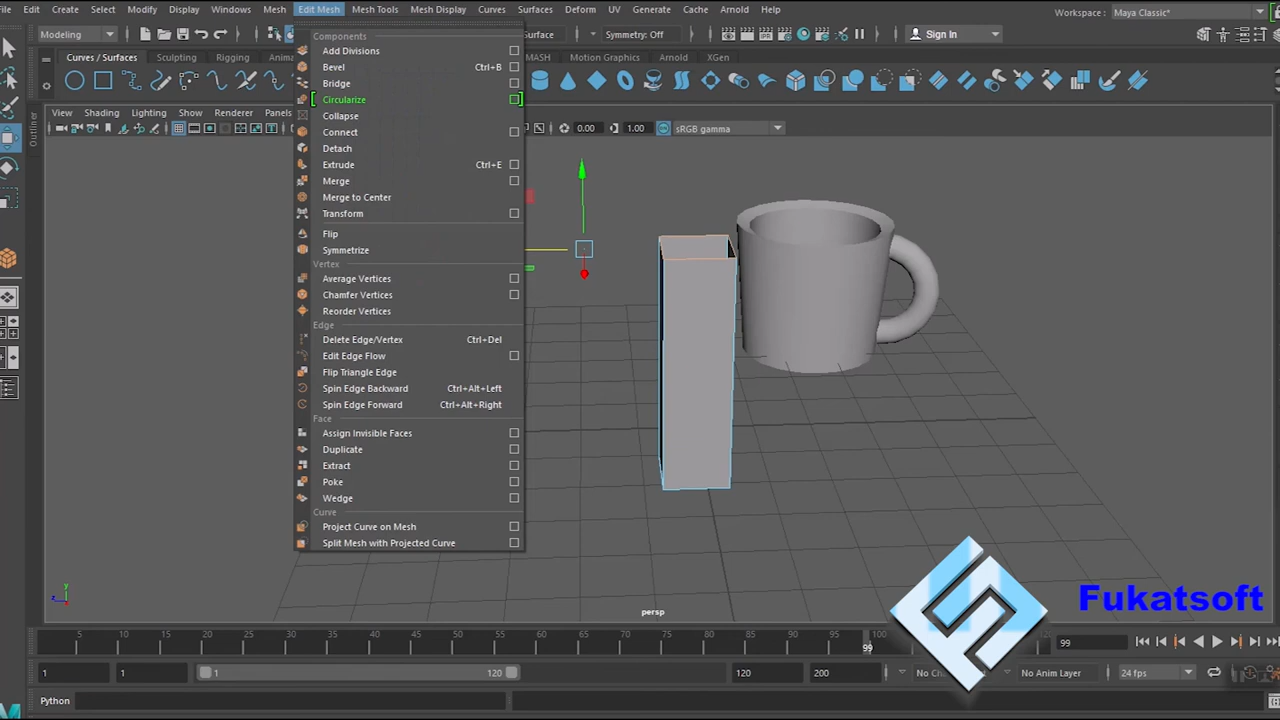 File Edit Create Select Modify Display Windows Mesh Edit Mesh Mesh Tools Mesh Display Curves Surfaces Deform UV Generate Cache Arnold Help Workspace : Maya Classic*
Modeling Surface Symmetry: Off Sign In
Curves / Surfaces Sculpting Rigging MASH Motion Graphics Arnold XGen
View Shading Lighting Show Renderer Panels
0.00 1.00 sRGB gamma
Outliner
Components
Add Divisions
Bevel Ctrl+B
Bridge
Circularize
Collapse
Connect
Detach
Extrude Ctrl+E
Merge
Merge to Center
Transform
Flip
Symmetrize
Vertex
Average Vertices
Chamfer Vertices
Reorder Vertices
Edge
Delete Edge/Vertex Ctrl+Del
Edit Edge Flow
Flip Triangle Edge
Spin Edge Backward Ctrl+Alt+Left
Spin Edge Forward Ctrl+Alt+Right
Face
Assign Invisible Faces
Duplicate
Extract
Poke
Wedge
Curve
Project Curve on Mesh
Split Mesh with Projected Curve
y
z
persp
Fukatsoft
5 10 15 20 25 30 35 40 45 50 55 60 65 70 75 80 85 90 95 100 120
99 99
1 1 1 120 120 200 No Anim Layer 24 fps
Python